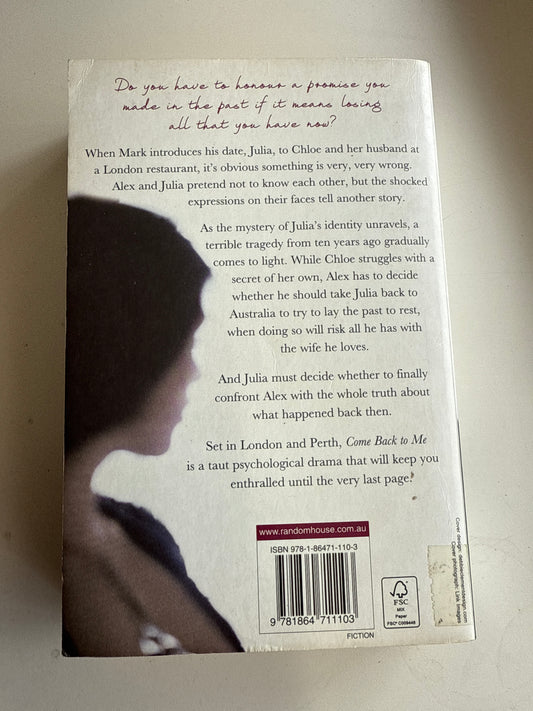 Do you have to honour a promise you
made in the past if it means losing
all that you have now?
When Mark introduces his date, Julia, to Chloe and her husband at
a London restaurant, it's obvious something is very, very wrong.
Alex and Julia pretend not to know each other, but the shocked
expressions on their faces tell another story.
As the mystery of Julia's identity unravels, a
terrible tragedy from ten years ago gradually
comes to light. While Chloe struggles with a
secret of her own, Alex has to decide
whether he should take Julia back to
Australia to try to lay the past to rest,
when doing so will risk all he has with
the wife he loves.
And Julia must decide whether to finally
confront Alex with the whole truth about
what happened back then.
Set in London and Perth, Come Back to Me
is a taut psychological drama that will keep you
enthralled until the very last page.
www.randomhouse.com.au
ISBN 978-1-86471-110-3
9 781864 711103
FICTION
FSC
MIX
Paper
FSC® C009448
Cover photograph: Link Images